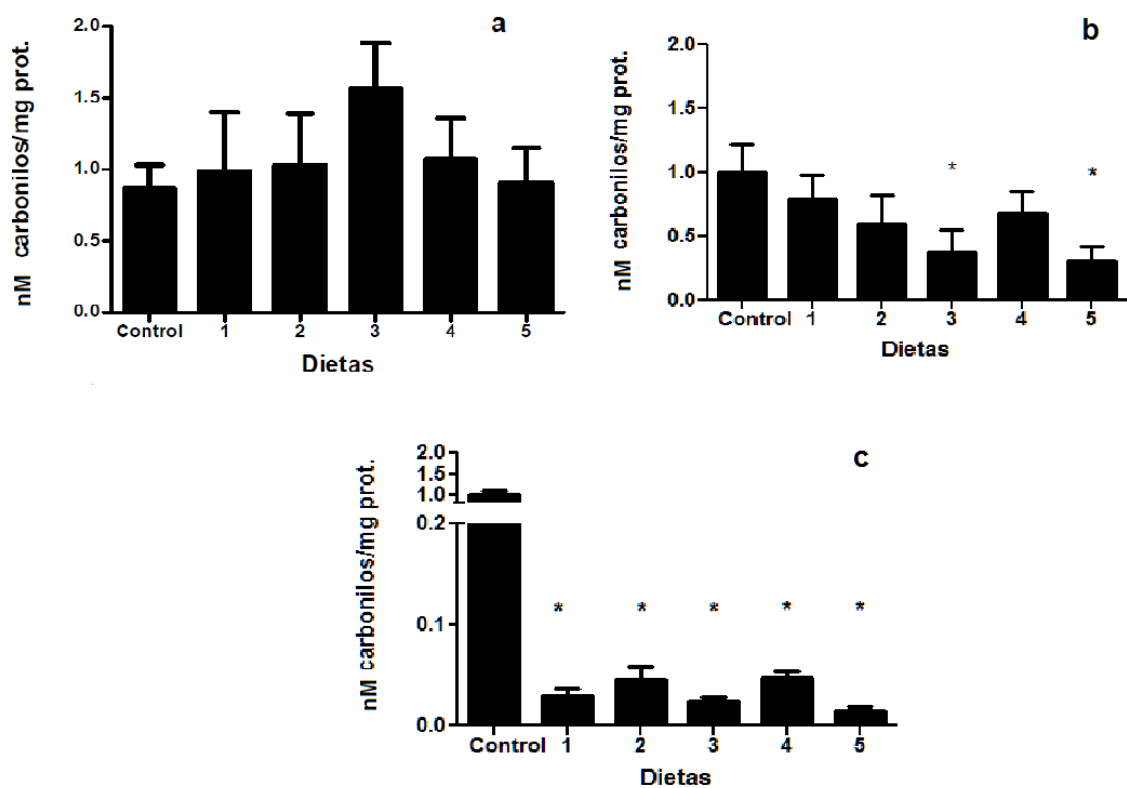 a
nM carbonilos/mg prot.
2.0
1.5
1.0
0.5
0.0
Control 1 2 3 4 5
Dietas
b
nM carbonilos/mg prot.
2.0
1.5
1.0
0.5
0.0
* *
Control 1 2 3 4 5
Dietas
c
nM carbonilos/mg prot.
2.0
1.5
1.0
0.2
0.1
0.0
* * * * *
Control 1 2 3 4 5
Dietas